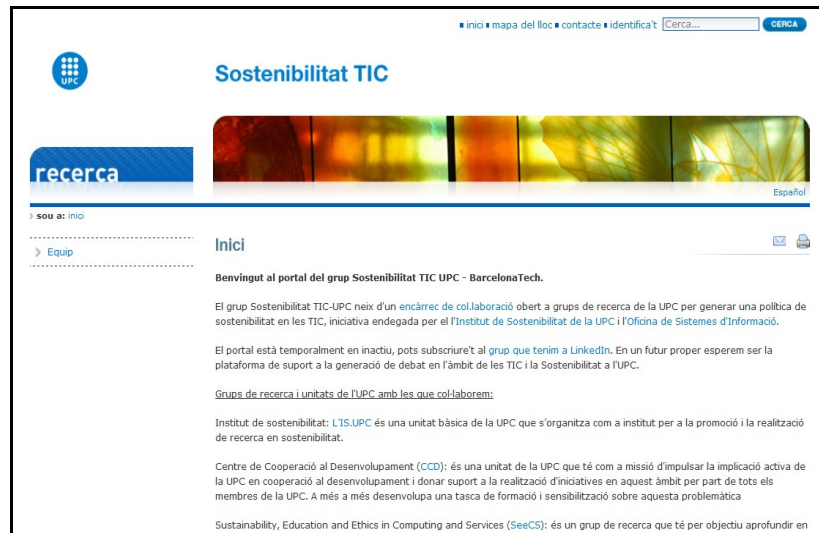 inici mapa del lloc contacte identifica't Cerca... CERCA
UPC
Sostenibilitat TIC
recerca
Español
sou a: inici
Equip
Inici
Benvingut al portal del grup Sostenibilitat TIC UPC - BarcelonaTech.
El grup Sostenibilitat TIC-UPC neix d'un encàrrec de col.laboració obert a grups de recerca de la UPC per generar una política de
sostenibilitat en les TIC, iniciativa endegada per el l'Institut de Sostenibilitat de la UPC i l'Oficina de Sistemes d'Informació.
El portal està temporalment en inactiu, pots subscriure't al grup que tenim a LinkedIn. En un futur proper esperem ser la
plataforma de suport a la generació de debat en l'àmbit de les TIC i la Sostenibilitat a l'UPC.
Grups de recerca i unitats de l'UPC amb les que col·laborem:
Institut de sostenibilitat: L'IS.UPC és una unitat bàsica de la UPC que s'organitza com a institut per a la promoció i la realització
de recerca en sostenibilitat.
Centre de Cooperació al Desenvolupament (CCD): és una unitat de la UPC que té com a missió d'impulsar la implicació activa de
la UPC en cooperació al desenvolupament i donar suport a la realització d'iniciatives en aquest àmbit per part de tots els
membres de la UPC. A més a més desenvolupa una tasca de formació i sensibilització sobre aquesta problemàtica
Sustainability, Education and Ethics in Computing and Services (SeeCS): és un grup de recerca que té per objectiu aprofundir en